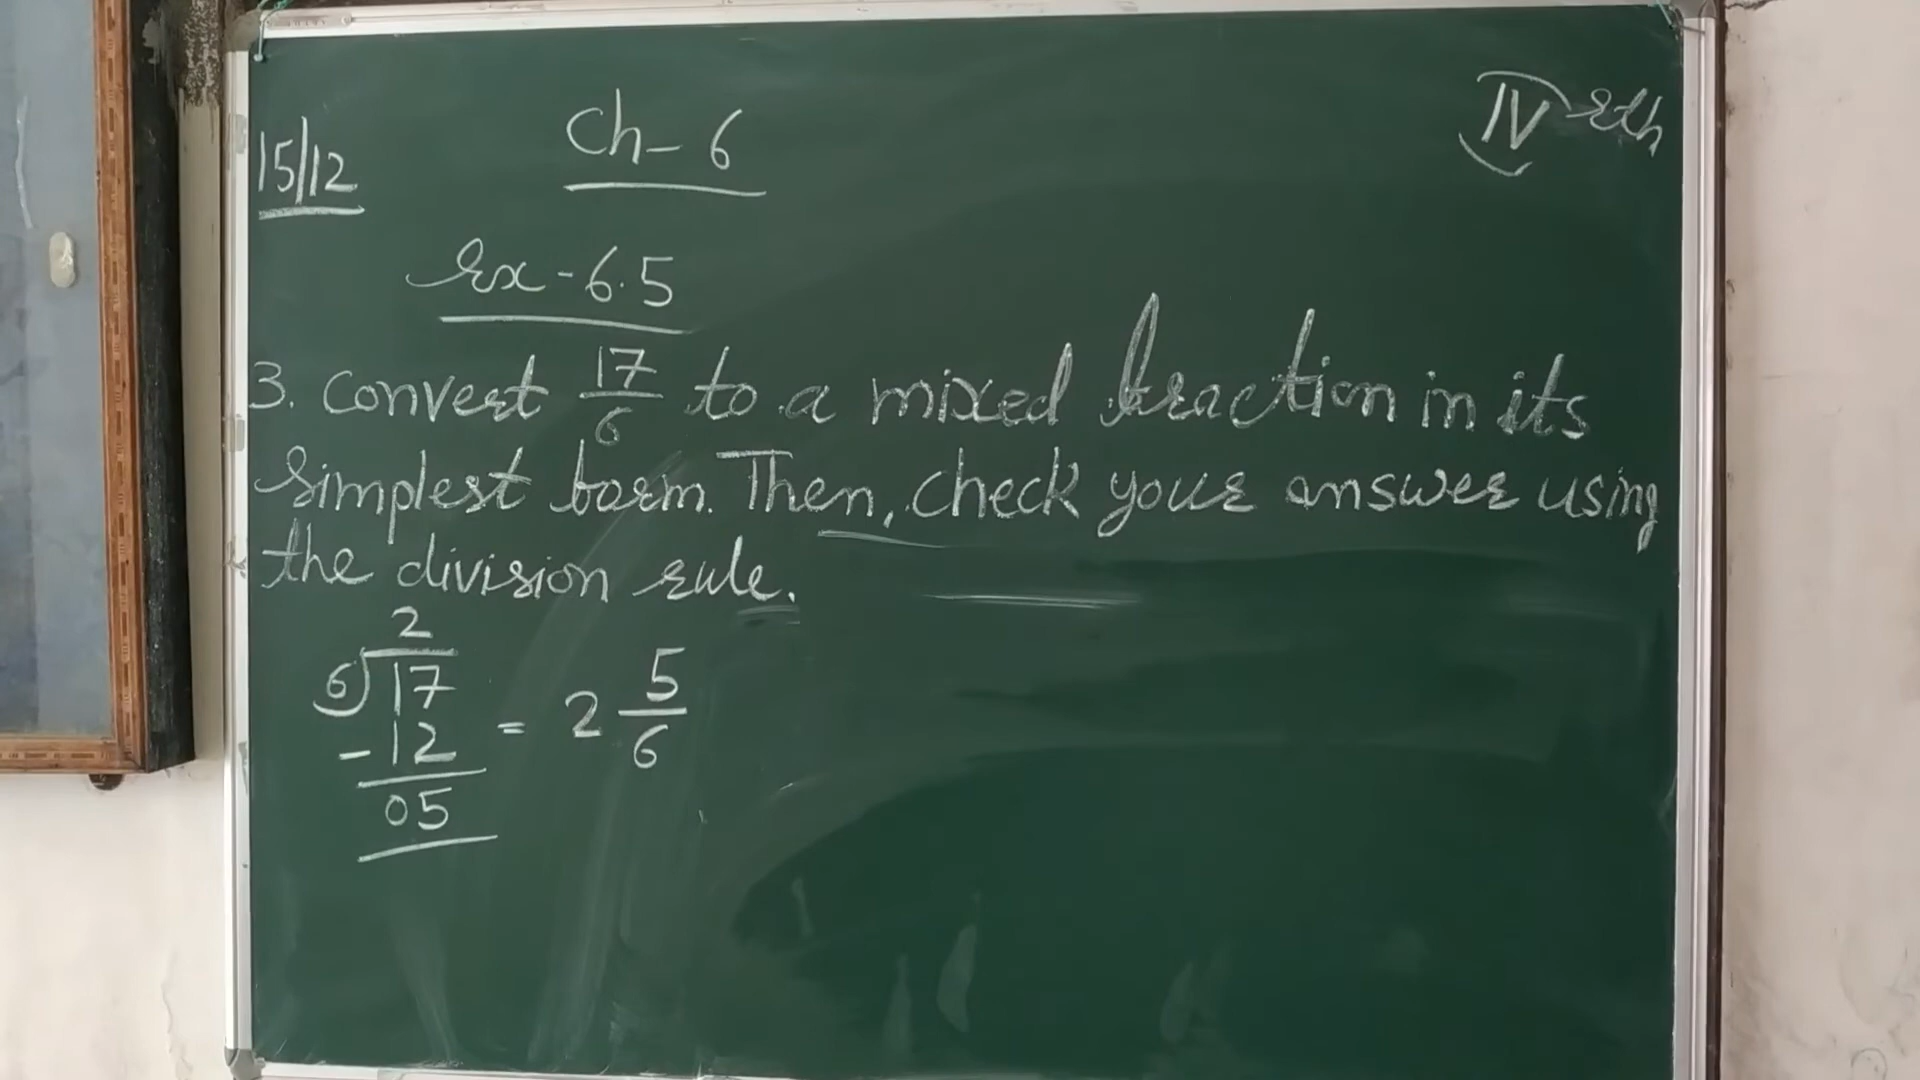 15/12
Ch- 6
IV rth
Ex - 6.5
3. Convert 17/6 to a mixed fraction in its
Simplest form. Then, check your answer using
the division rule.
2
6)17
-12 = 2 5/6
05